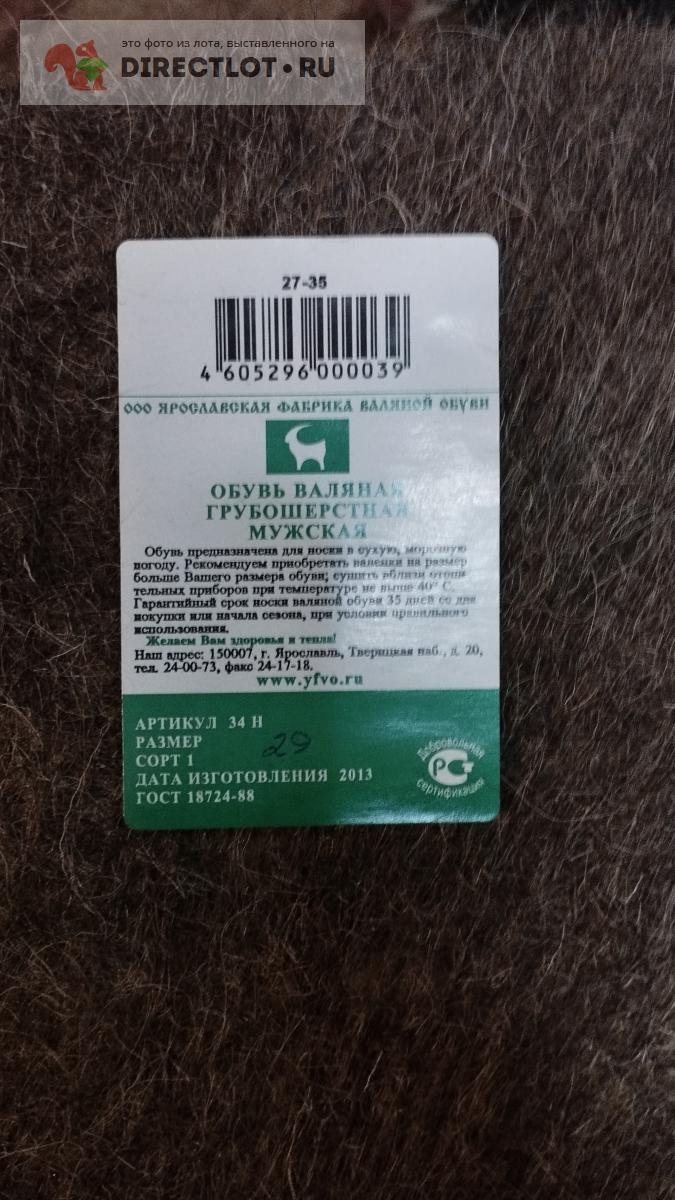 это фото из лота, выставленного на
DIRECTLOT.RU
27-35
4 605296 000039
ООО ЯРОСЛАВСКАЯ ФАБРИКА ВАЛЯНОЙ ОБУВИ
ОБУВЬ ВАЛЯНАЯ
ГРУБОШЕРСТНАЯ
МУЖСКАЯ
Обувь предназначена для носки в сухую, морозную
погоду. Рекомендуем приобретать валенки на размер
больше Вашего размера обуви; сушить вблизи отопи-
тельных приборов при температуре не выше 40° С.
Гарантийный срок носки валяной обуви 35 дней со дня
покупки или начала сезона, при условии правильного
использования.
Желаем Вам здоровья и тепла!
Наш адрес: 150007, г. Ярославль, Тверицкая наб., д. 20,
тел. 24-00-73, факс 24-17-18.
www.yfvo.ru
АРТИКУЛ 34 Н
РАЗМЕР 29
СОРТ 1
ДАТА ИЗГОТОВЛЕНИЯ 2013
ГОСТ 18724-88
Добровольная
РСТ
сертификация